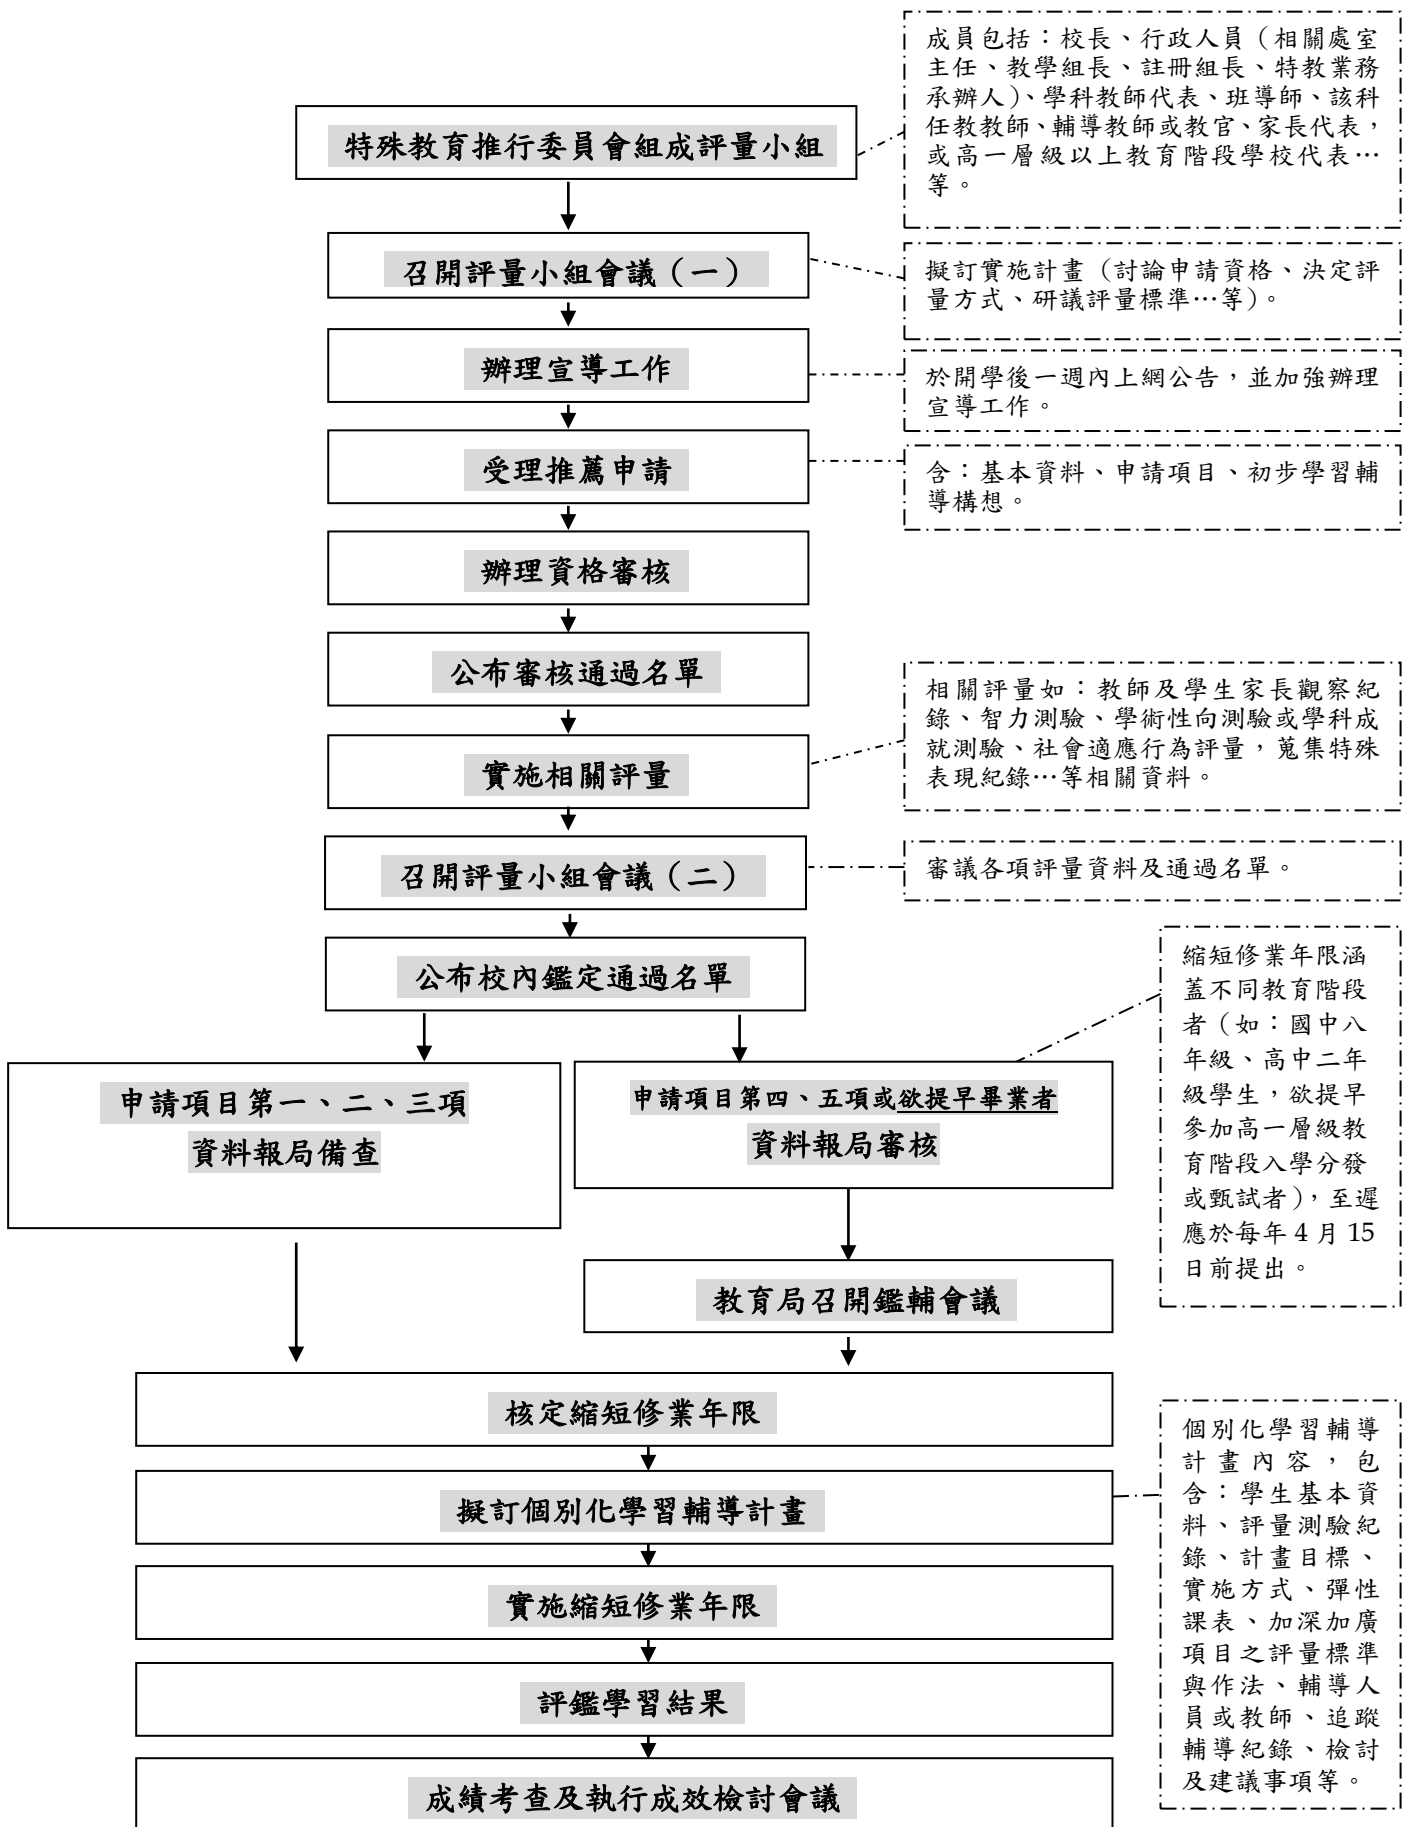 成員包括：校長、行政人員（相關處室
主任、教學組長、註冊組長、特教業務
承辦人）、學科教師代表、班導師、該科
任教教師、輔導教師或教官、家長代表，
或高一層級以上教育階段學校代表…
等。
特殊教育推行委員會組成評量小組
召開評量小組會議（一）
擬訂實施計畫（討論申請資格、決定評
量方式、研議評量標準…等）。
辦理宣導工作
於開學後一週內上網公告，並加強辦理
宣導工作。
受理推薦申請
含：基本資料、申請項目、初步學習輔
導構想。
辦理資格審核
公布審核通過名單
相關評量如：教師及學生家長觀察紀
錄、智力測驗、學術性向測驗或學科成
就測驗、社會適應行為評量，蒐集特殊
表現紀錄…等相關資料。
實施相關評量
召開評量小組會議（二）
審議各項評量資料及通過名單。
公布校內鑑定通過名單
縮短修業年限涵
蓋不同教育階段
者（如：國中八
年級、高中二年
級學生，欲提早
參加高一層級教
育階段入學分發
或甄試者），至遲
應於每年 4 月 15
日前提出。
申請項目第一、二、三項
資料報局備查
申請項目第四、五項或欲提早畢業者
資料報局審核
教育局召開鑑輔會議
核定縮短修業年限
擬訂個別化學習輔導計畫
個別化學習輔導
計畫內容，包
含：學生基本資
料、評量測驗紀
錄、計畫目標、
實施方式、彈性
課表、加深加廣
項目之評量標準
與作法、輔導人
員或教師、追蹤
輔導紀錄、檢討
及建議事項等。
實施縮短修業年限
評鑑學習結果
成績考查及執行成效檢討會議